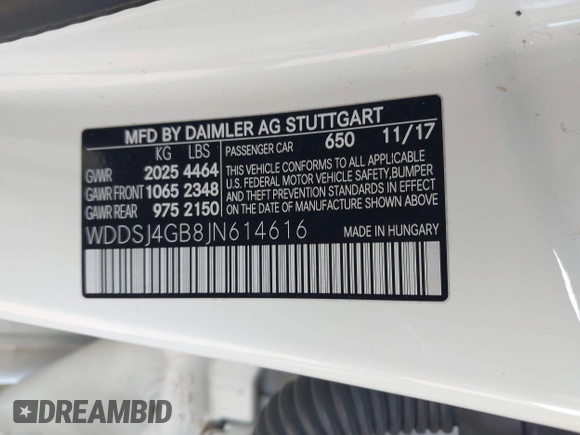 MFD BY DAIMLER AG STUTTGART
KG LBS PASSENGER CAR 650 11/17
GVWR 2025 4464 THIS VEHICLE CONFORMS TO ALL APPLICABLE
GAWR FRONT 1065 2348 U.S. FEDERAL MOTOR VEHICLE SAFETY,BUMPER
GAWR REAR 975 2150 AND THEFT PREVENTION STANDARDS IN EFFECT ON THE DATE OF MANUFACTURE SHOWN ABOVE
WDDSJ4GB8JN614616 MADE IN HUNGARY
DREAMBID